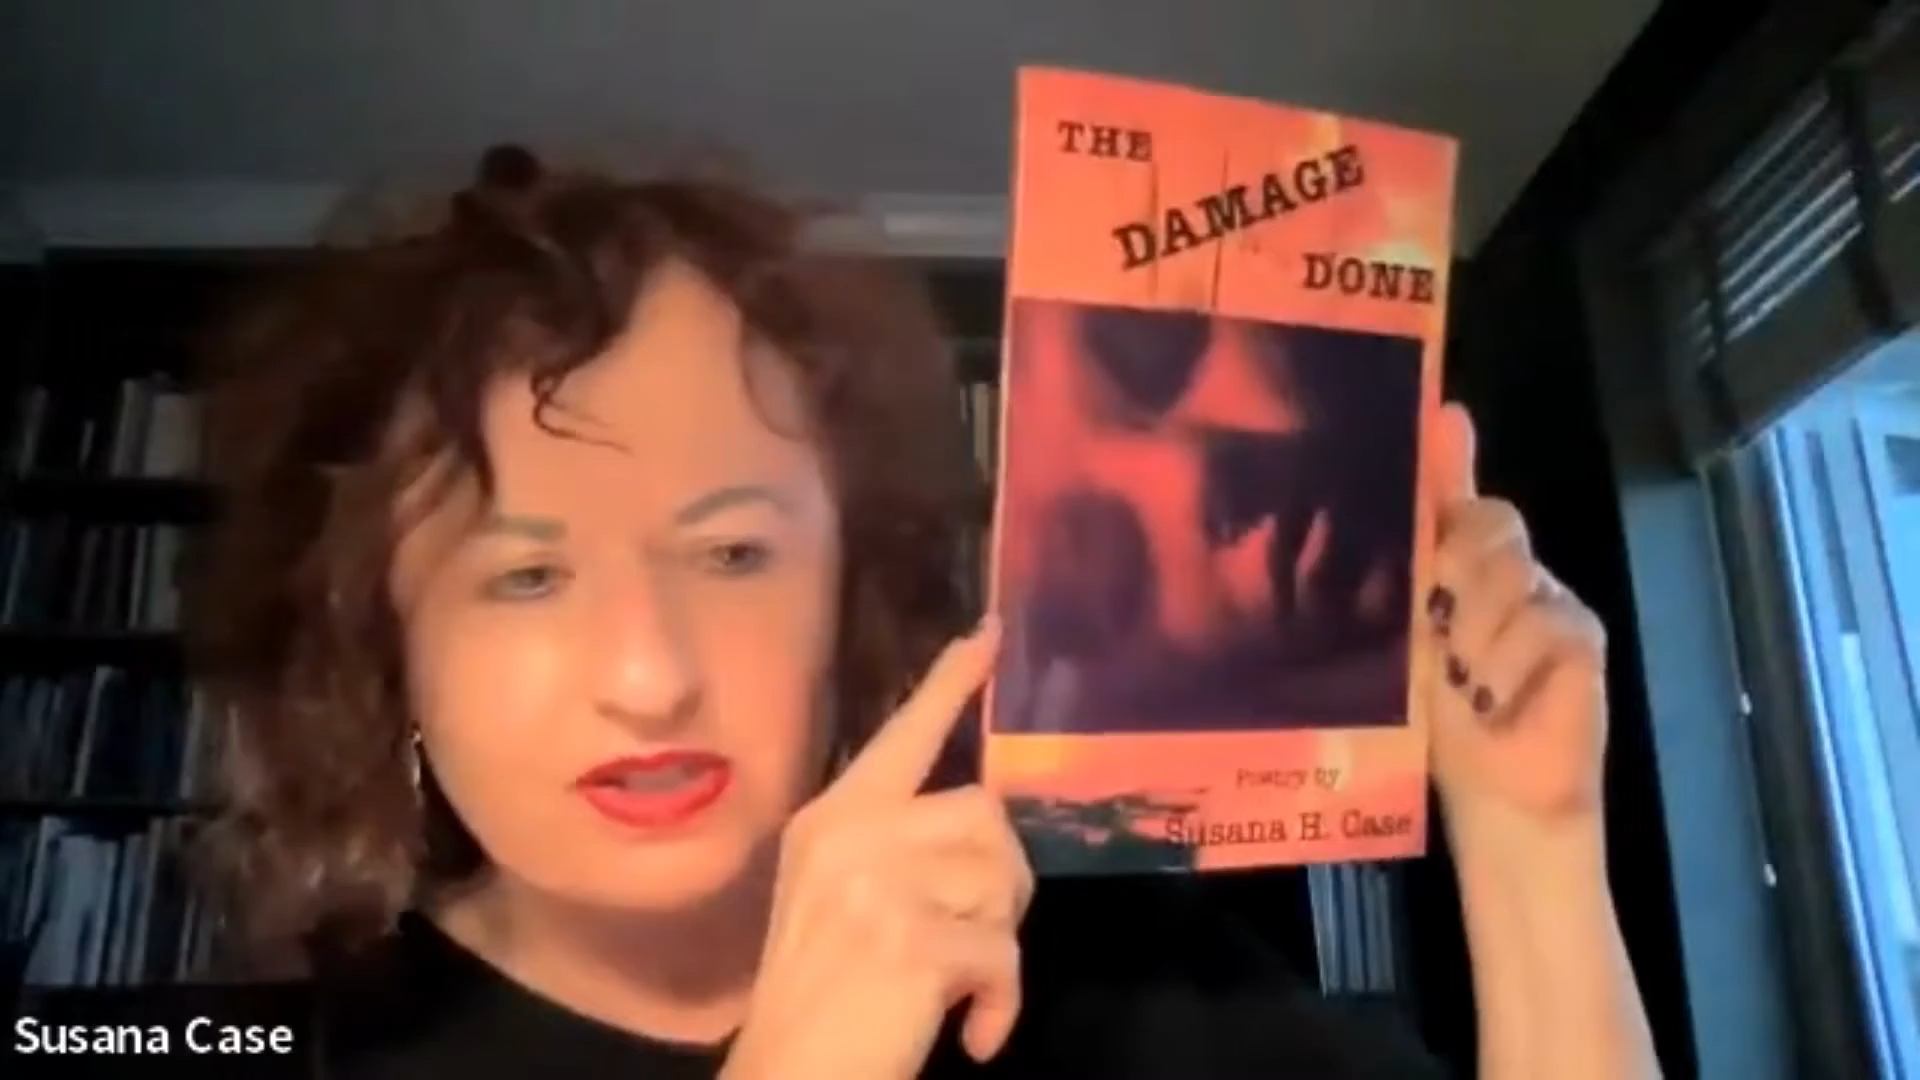 THE
DAMAGE
DONE
Poetry by
Susana H. Case
Susana Case